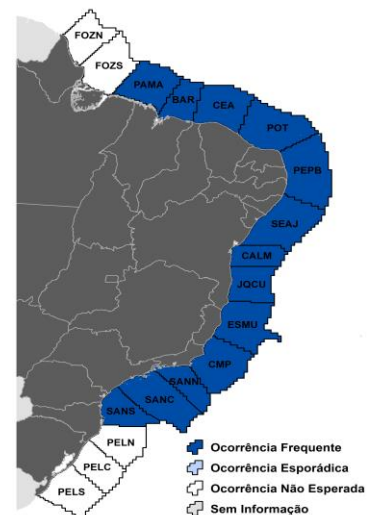 FOZN
FOZS
PAMA
BAR
CEA
POT
PEPB
SEAJ
CALM
JQCU
ESMU
CMP
SANN
SANC
SANS
PELN
PELC
PELS
Ocorrência Frequente
Ocorrência Esporádica
Ocorrência Não Esperada
Sem Informação